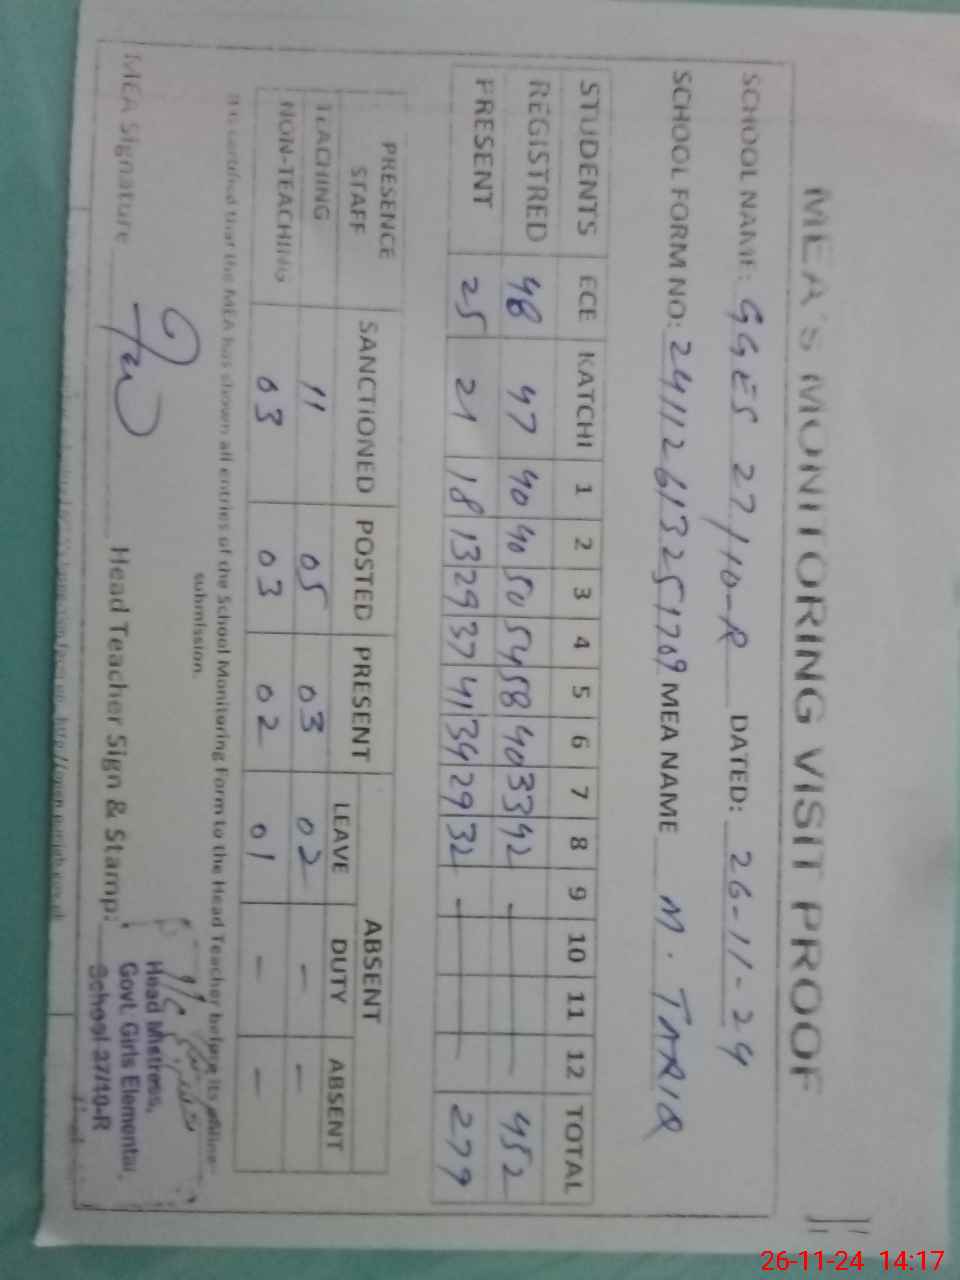 MEA's MONITORING VISIT PROOF
SCHOOL NAME: GGES 27/10-R DATED: 26-11-24
SCHOOL FORM NO: 24112613251709 MEA NAME M. TARIQ
STUDENTS ECE KATCHI 1 2 3 4 5 6 7 8 9 10 11 12 TOTAL
REGISTRED 48 47 40 40 50 54 58 40 33 42 - 452
PRESENT 25 21 18 13 29 37 41 34 29 32 - 279
PRESENCE STAFF SANCTIONED POSTED PRESENT ABSENT
LEAVE DUTY ABSENT
TEACHING 11 05 03 02 - -
NON-TEACHING 03 03 02 01 - -
It is certified that the MEA has shown all entries of the School Monitoring Form to the Head Teacher before its online
submission.
MEA Signature Head Teacher Sign & Stamp:
Head Mistress,
Govt. Girls Elementar
School 27/10-R
26-11-24 14:17